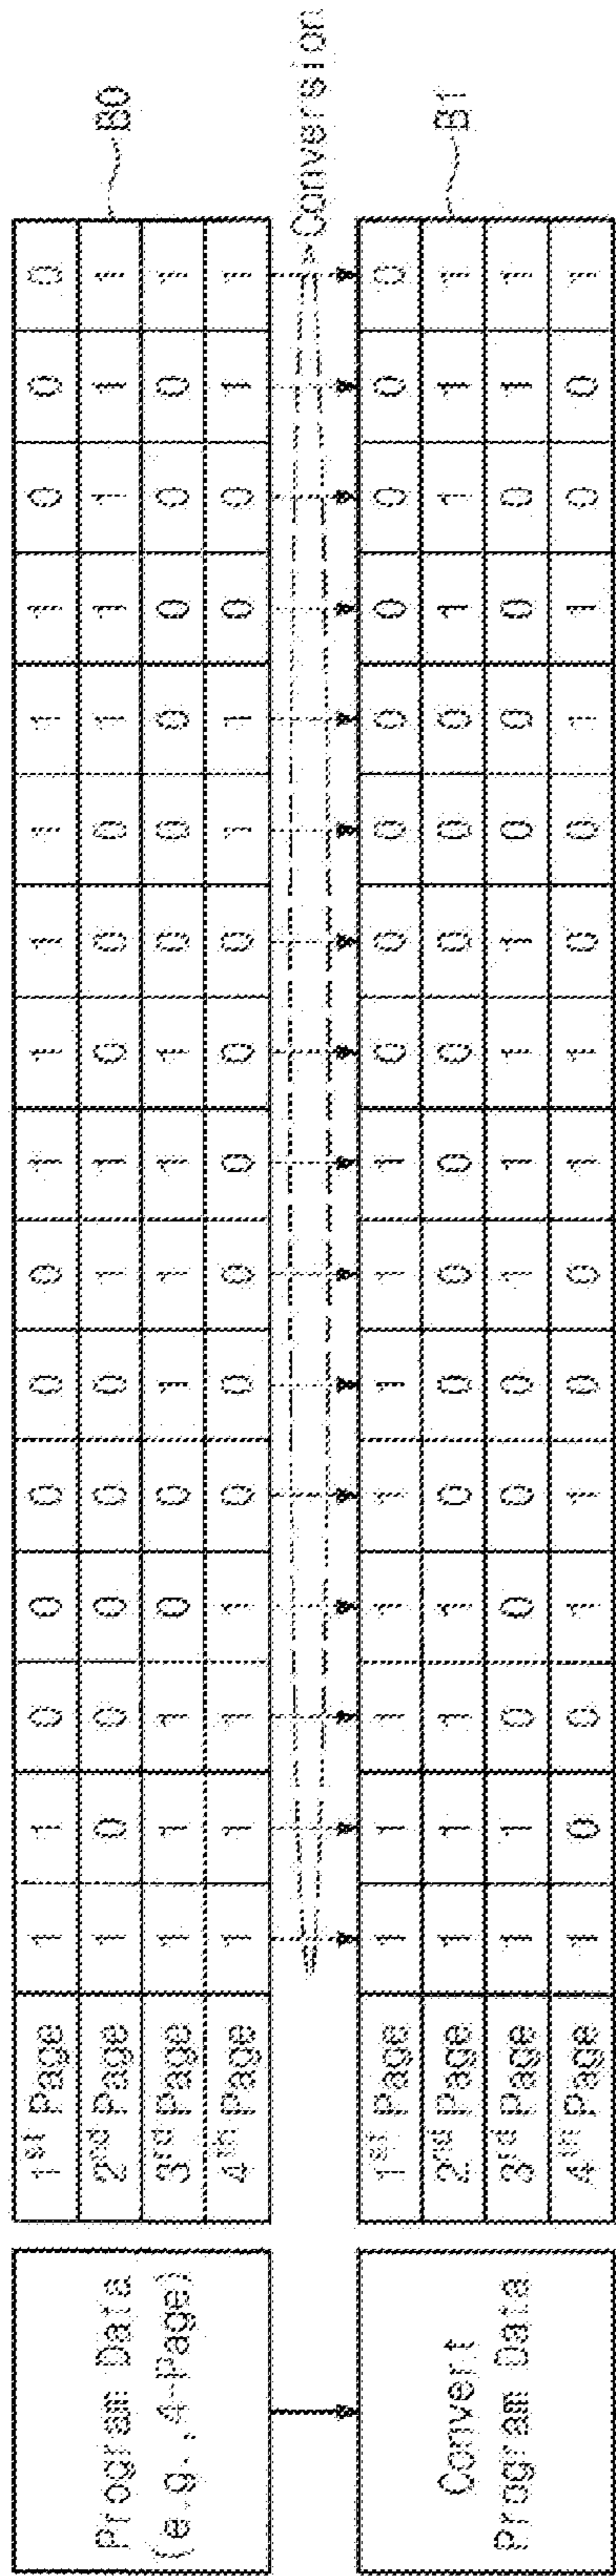 Program Data
(e.g., 4-Page)
1st Page 1 1 0 0 0 0 0 1 1 1 1 1 1 0 0 0
2nd Page 1 0 0 0 0 0 1 1 0 0 0 1 1 1 1 1
3rd Page 1 1 1 0 0 1 1 1 1 0 0 0 0 0 0 1
4th Page 1 1 1 1 0 0 0 0 0 0 1 1 0 0 1 1
B0
Conversion
Convert
Program Data
1st Page 1 1 1 1 1 1 1 1 0 0 0 0 0 0 0 0
2nd Page 1 1 1 1 0 0 0 0 0 0 0 0 1 1 1 1
3rd Page 1 1 0 0 0 0 1 1 1 1 0 0 0 0 1 1
4th Page 1 0 0 1 1 0 0 1 1 0 0 1 1 0 0 1
B1